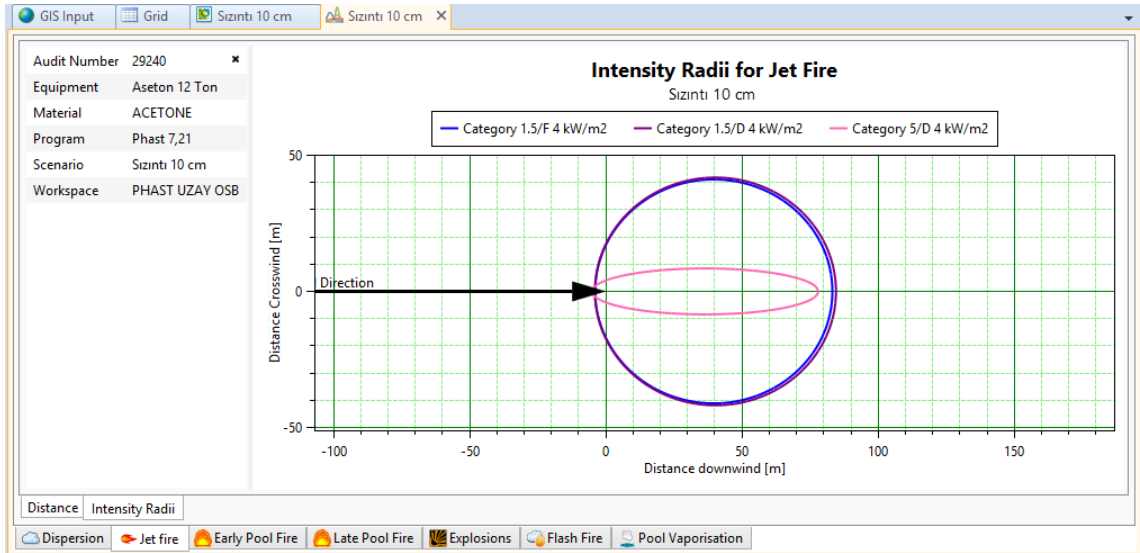 GIS Input Grid Sızıntı 10 cm Sızıntı 10 cm
Audit Number 29240
Equipment Aseton 12 Ton
Material ACETONE
Program Phast 7,21
Scenario Sızıntı 10 cm
Workspace PHAST UZAY OSB
Intensity Radii for Jet Fire
Sızıntı 10 cm
Category 1.5/F 4 kW/m2 Category 1.5/D 4 kW/m2 Category 5/D 4 kW/m2
50
0
-50
Distance Crosswind [m]
Direction
-100 -50 0 50 100 150
Distance downwind [m]
Distance Intensity Radii
Dispersion Jet fire Early Pool Fire Late Pool Fire Explosions Flash Fire Pool Vaporisation